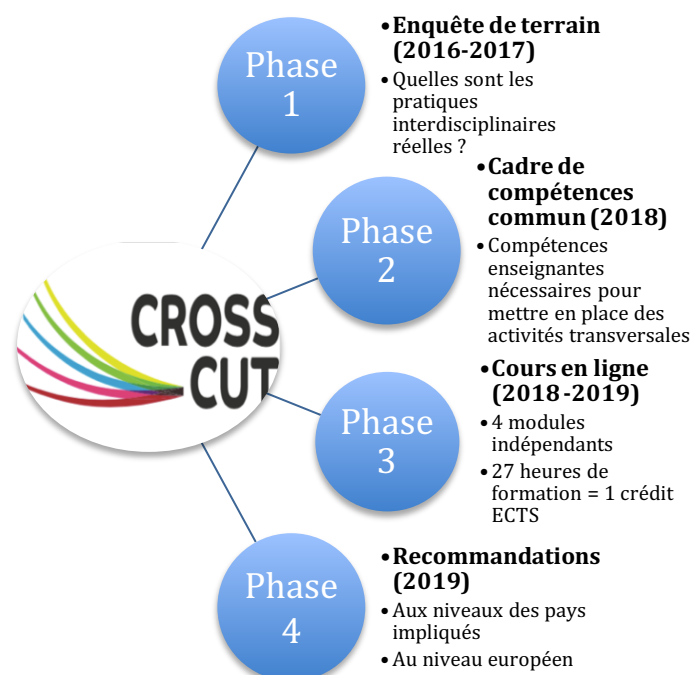 Phase
1
•Enquête de terrain
(2016-2017)
•Quelles sont les
pratiques
interdisciplinaires
réelles ?
Phase
2
•Cadre de
compétences
commun (2018)
•Compétences
enseignantes
nécessaires pour
mettre en place des
activités transversales
CROSS
CUT
Phase
3
•Cours en ligne
(2018-2019)
•4 modules
indépendants
•27 heures de
formation = 1 crédit
ECTS
Phase
4
•Recommandations
(2019)
•Aux niveaux des pays
impliqués
•Au niveau européen